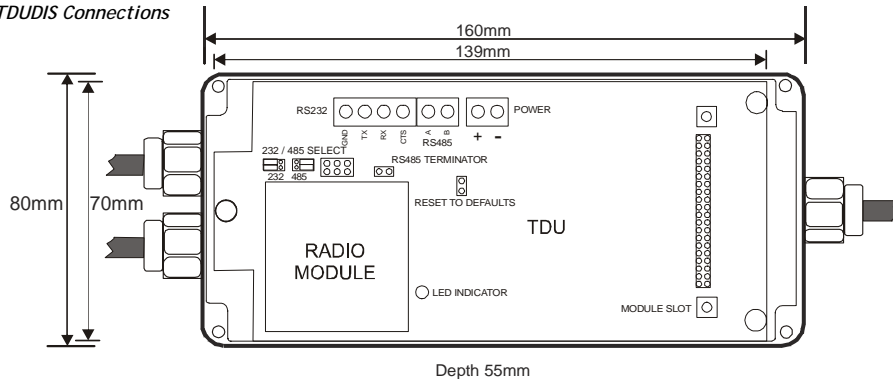 TDUDIS Connections
160mm
139mm
RS232
GND
TX
RX
CTS
A
B
RS485
+
-
POWER
232 / 485 SELECT
232
485
RS485 TERMINATOR
RESET TO DEFAULTS
80mm
70mm
TDU
RADIO
MODULE
LED INDICATOR
MODULE SLOT
Depth 55mm